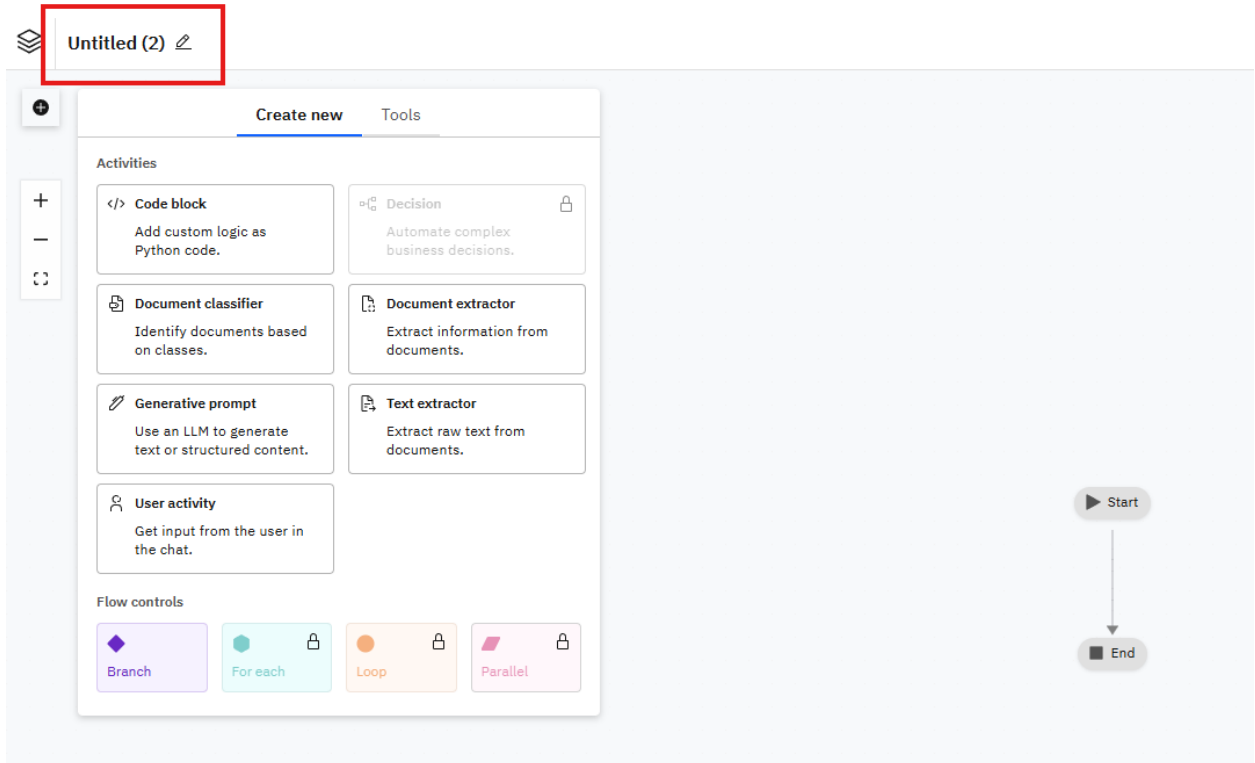 Untitled (2)
Create new
Tools
Activities
</> Code block
Add custom logic as
Python code.
Decision
Automate complex
business decisions.
Document classifier
Identify documents based
on classes.
Document extractor
Extract information from
documents.
Generative prompt
Use an LLM to generate
text or structured content.
Text extractor
Extract raw text from
documents.
User activity
Get input from the user in
the chat.
Flow controls
Branch
For each
Loop
Parallel
Start
End